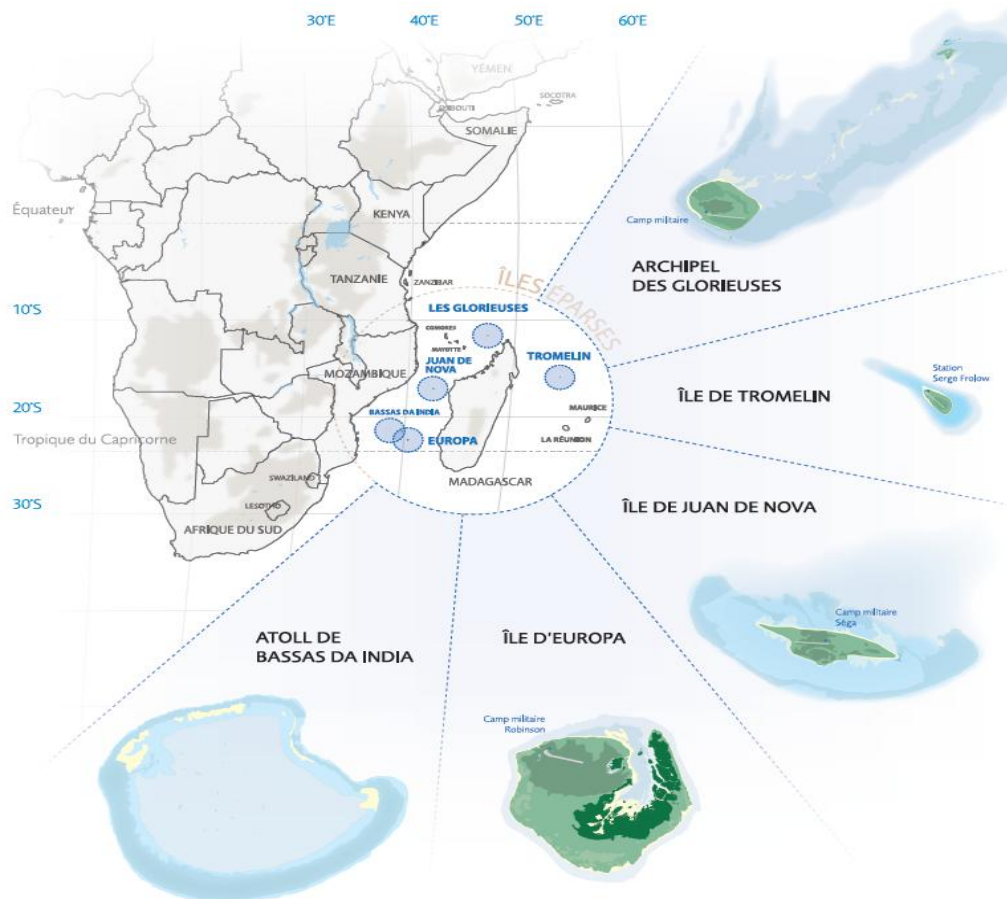 30°E
40°E
50°E
60°E
YÉMEN
DJIBOUTI
SOCOTRA
SOMALIE
Équateur
KENYA
TANZANIE
ZANZIBAR
ÎLES ÉPARSES
10°S
LES GLORIEUSES
COMORES
MAYOTTE
JUAN DE
NOVA
TROMELIN
MOZAMBIQUE
20°S
BASSAS DA INDIA
MAURICE
Tropique du Capricorne
EUROPA
LA RÉUNION
SWAZILAND
MADAGASCAR
30°S
LESOTHO
AFRIQUE DU SUD
Camp militaire
ARCHIPEL
DES GLORIEUSES
Station
Serge Frolow
ÎLE DE TROMELIN
ÎLE DE JUAN DE NOVA
Camp militaire
Séga
ATOLL DE
BASSAS DA INDIA
ÎLE D'EUROPA
Camp militaire
Robinson